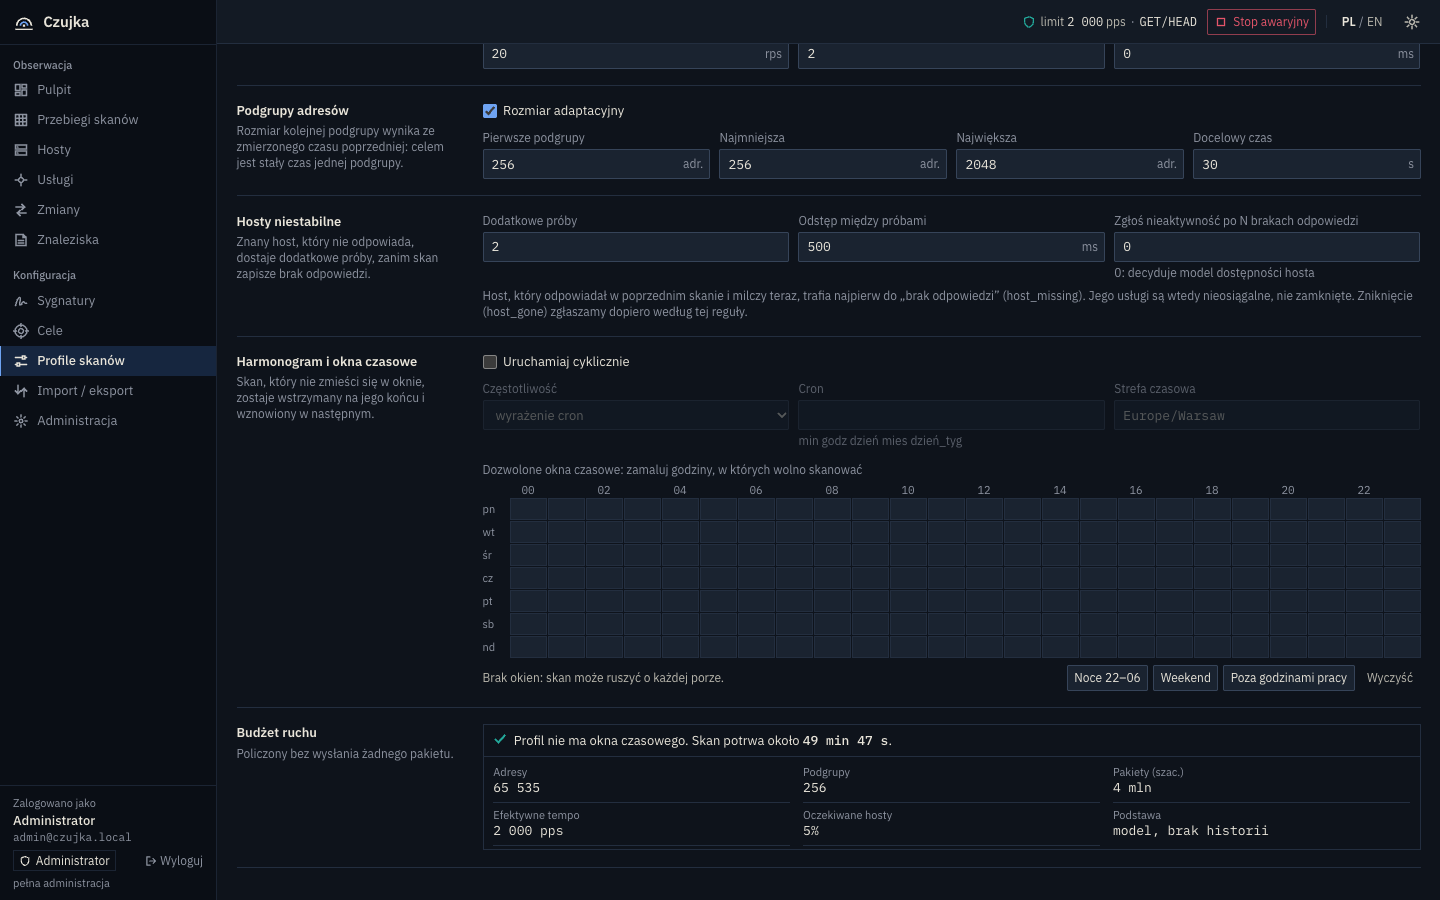 Czujka
limit 2 000 pps · GET/HEAD
Stop awaryjny
PL / EN
Obserwacja
Pulpit
Przebiegi skanów
Hosty
Usługi
Zmiany
Znaleziska
Konfiguracja
Sygnatury
Cele
Profile skanów
Import / eksport
Administracja
Zalogowano jako
Administrator
admin@czujka.local
Administrator
Wyloguj
pełna administracja
20 rps
2
0 ms
Podgrupy adresów
Rozmiar kolejnej podgrupy wynika ze
zmierzonego czasu poprzedniej: celem
jest stały czas jednej podgrupy.
Rozmiar adaptacyjny
Pierwsze podgrupy
Najmniejsza
Największa
Docelowy czas
256 adr.
256 adr.
2048 adr.
30 s
Hosty niestabilne
Znany host, który nie odpowiada,
dostaje dodatkowe próby, zanim skan
zapisze brak odpowiedzi.
Dodatkowe próby
Odstęp między próbami
Zgłoś nieaktywność po N brakach odpowiedzi
2
500 ms
0
0: decyduje model dostępności hosta
Host, który odpowiadał w poprzednim skanie i milczy teraz, trafia najpierw do „brak odpowiedzi” (host_missing). Jego usługi są wtedy nieosiągalne, nie zamknięte. Zniknięcie
(host_gone) zgłaszamy dopiero według tej reguły.
Harmonogram i okna czasowe
Skan, który nie zmieści się w oknie,
zostaje wstrzymany na jego końcu i
wznowiony w następnym.
Uruchamiaj cyklicznie
Częstotliwość
Cron
Strefa czasowa
wyrażenie cron
Europe/Warsaw
min godz dzień mies dzień_tyg
Dozwolone okna czasowe: zamaluj godziny, w których wolno skanować
00 02 04 06 08 10 12 14 16 18 20 22
pn
wt
śr
cz
pt
sb
nd
Brak okien: skan może ruszyć o każdej porze.
Noce 22–06
Weekend
Poza godzinami pracy
Wyczyść
Budżet ruchu
Policzony bez wysłania żadnego pakietu.
Profil nie ma okna czasowego. Skan potrwa około 49 min 47 s.
Adresy
65 535
Podgrupy
256
Pakiety (szac.)
4 mln
Efektywne tempo
2 000 pps
Oczekiwane hosty
5%
Podstawa
model, brak historii